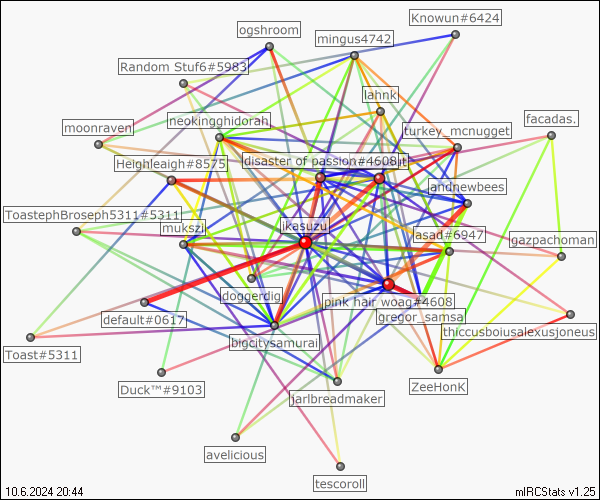 Knowun#6424
ogshroom
mingus4742
Random Stuf6#5983
lahnk
neokingghidorah
facadas.
moonraven
turkey_mcnugget
Heighleaigh#8575
disaster of passion#4608
jt
andnewbees
ToastephBroseph5311#5311
mukszi
ikasuzu
asad#6947
gazpachoman
doggerdig
pink hair woag#4608
default#0617
gregor_samsa
thiccusboiusalexusjoneus
bigcitysamurai
Toast#5311
Duck™#9103
jarlbreadmaker
ZeeHonK
avelicious
tescoroll
10.6.2024 20:44
mIRCStats v1.25